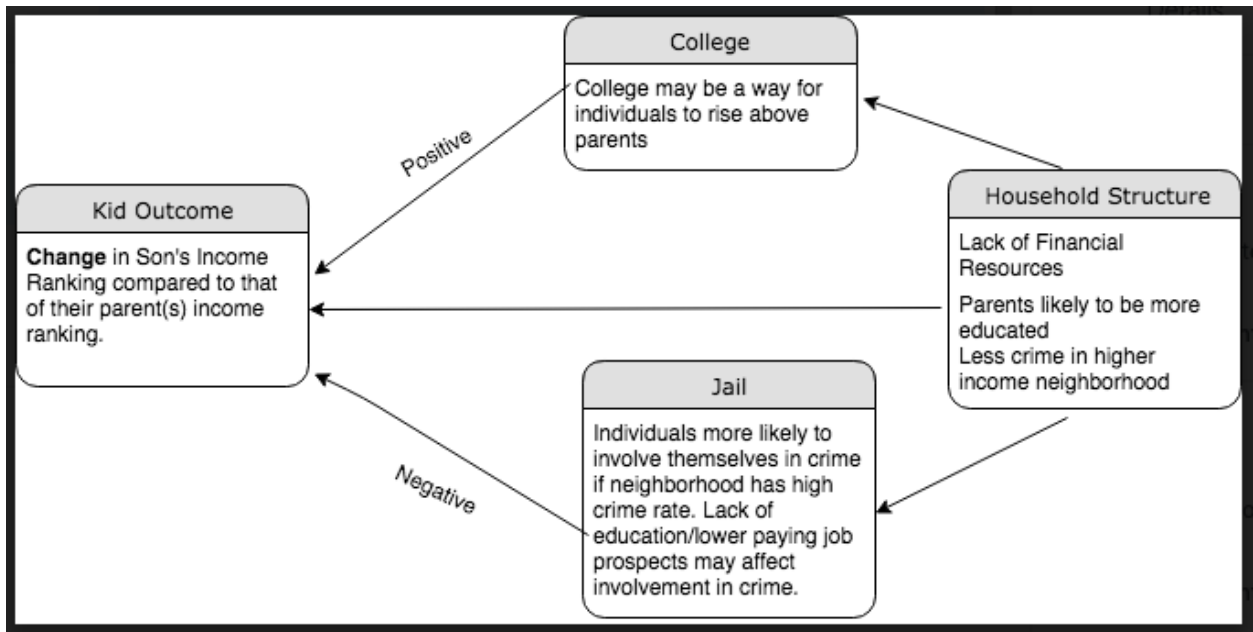 Details
College
College may be a way for
individuals to rise above
parents
Positive
Kid Outcome
Change in Son's Income
Ranking compared to that
of their parent(s) income
ranking.
Household Structure
Lack of Financial
Resources
Parents likely to be more
educated
Less crime in higher
income neighborhood
Jail
Individuals more likely to
involve themselves in crime
if neighborhood has high
crime rate. Lack of
education/lower paying job
prospects may affect
involvement in crime.
Negative